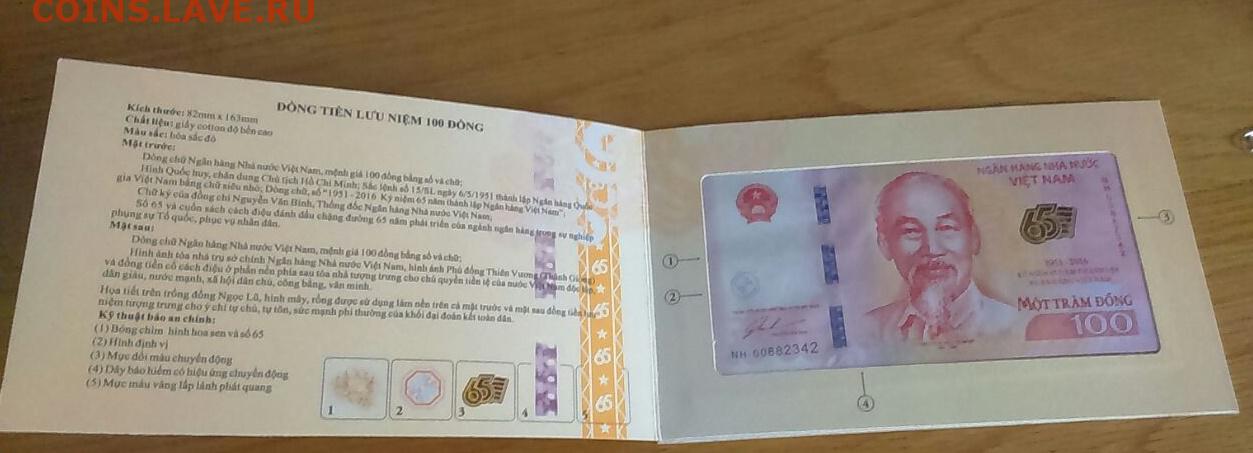 COINS.LAVE.RU
ĐỒNG TIỀN LƯU NIỆM 100 ĐỒNG
Kích thước: 82mm x 163mm
Chất liệu: giấy cotton độ bền cao
Màu sắc: hòa sắc đỏ
Mặt trước:
Dòng chữ Ngân hàng Nhà nước Việt Nam, mệnh giá 100 đồng bằng số và chữ;
Hình Quốc huy, chân dung Chủ tịch Hồ Chí Minh; Sắc lệnh số 15/SL ngày 6/5/1951 thành lập Ngân hàng Quốc
gia Việt Nam bằng chữ siêu nhỏ; Dòng chữ, số "1951 - 2016 Kỷ niệm 65 năm thành lập Ngân hàng Việt Nam";
Chữ ký của đồng chí Nguyễn Văn Bình, Thống đốc Ngân hàng Nhà nước Việt Nam;
Số 65 và cuốn sách cách điệu đánh dấu chặng đường 65 năm phát triển của ngành ngân hàng trong sự nghiệp
phụng sự Tổ quốc, phục vụ nhân dân.
Mặt sau:
Dòng chữ Ngân hàng Nhà nước Việt Nam, mệnh giá 100 đồng bằng số và chữ;
Hình ảnh tòa nhà trụ sở chính Ngân hàng Nhà nước Việt Nam, hình ảnh Phù đổng Thiên Vương (Thánh Gióng)
và đồng tiền cổ cách điệu ở phần nền phía sau tòa nhà tượng trưng cho chủ quyền tiền tệ của nước Việt Nam độc lập,
dân giàu, nước mạnh, xã hội dân chủ, công bằng, văn minh.
Họa tiết trên trống đồng Ngọc Lũ, hình mây, rồng được sử dụng làm nền trên cả mặt trước và mặt sau đồng tiền lưu
niệm tượng trưng cho ý chí tự chủ, tự tôn, sức mạnh phi thường của khối đại đoàn kết toàn dân.
Kỹ thuật bảo an chính:
(1) Bóng chìm hình hoa sen và số 65
(2) Hình định vị
(3) Mực đổi màu chuyển động
(4) Dây bảo hiểm có hiệu ứng chuyển động
(5) Mực màu vàng lấp lánh phát quang
1
2
3
4
5
65
65
65
65
NGÂN HÀNG NHÀ NƯỚC
VIỆT NAM
65
1951 - 2016
MỘT TRĂM ĐỒNG
100
NH 00882342
1
2
3
4